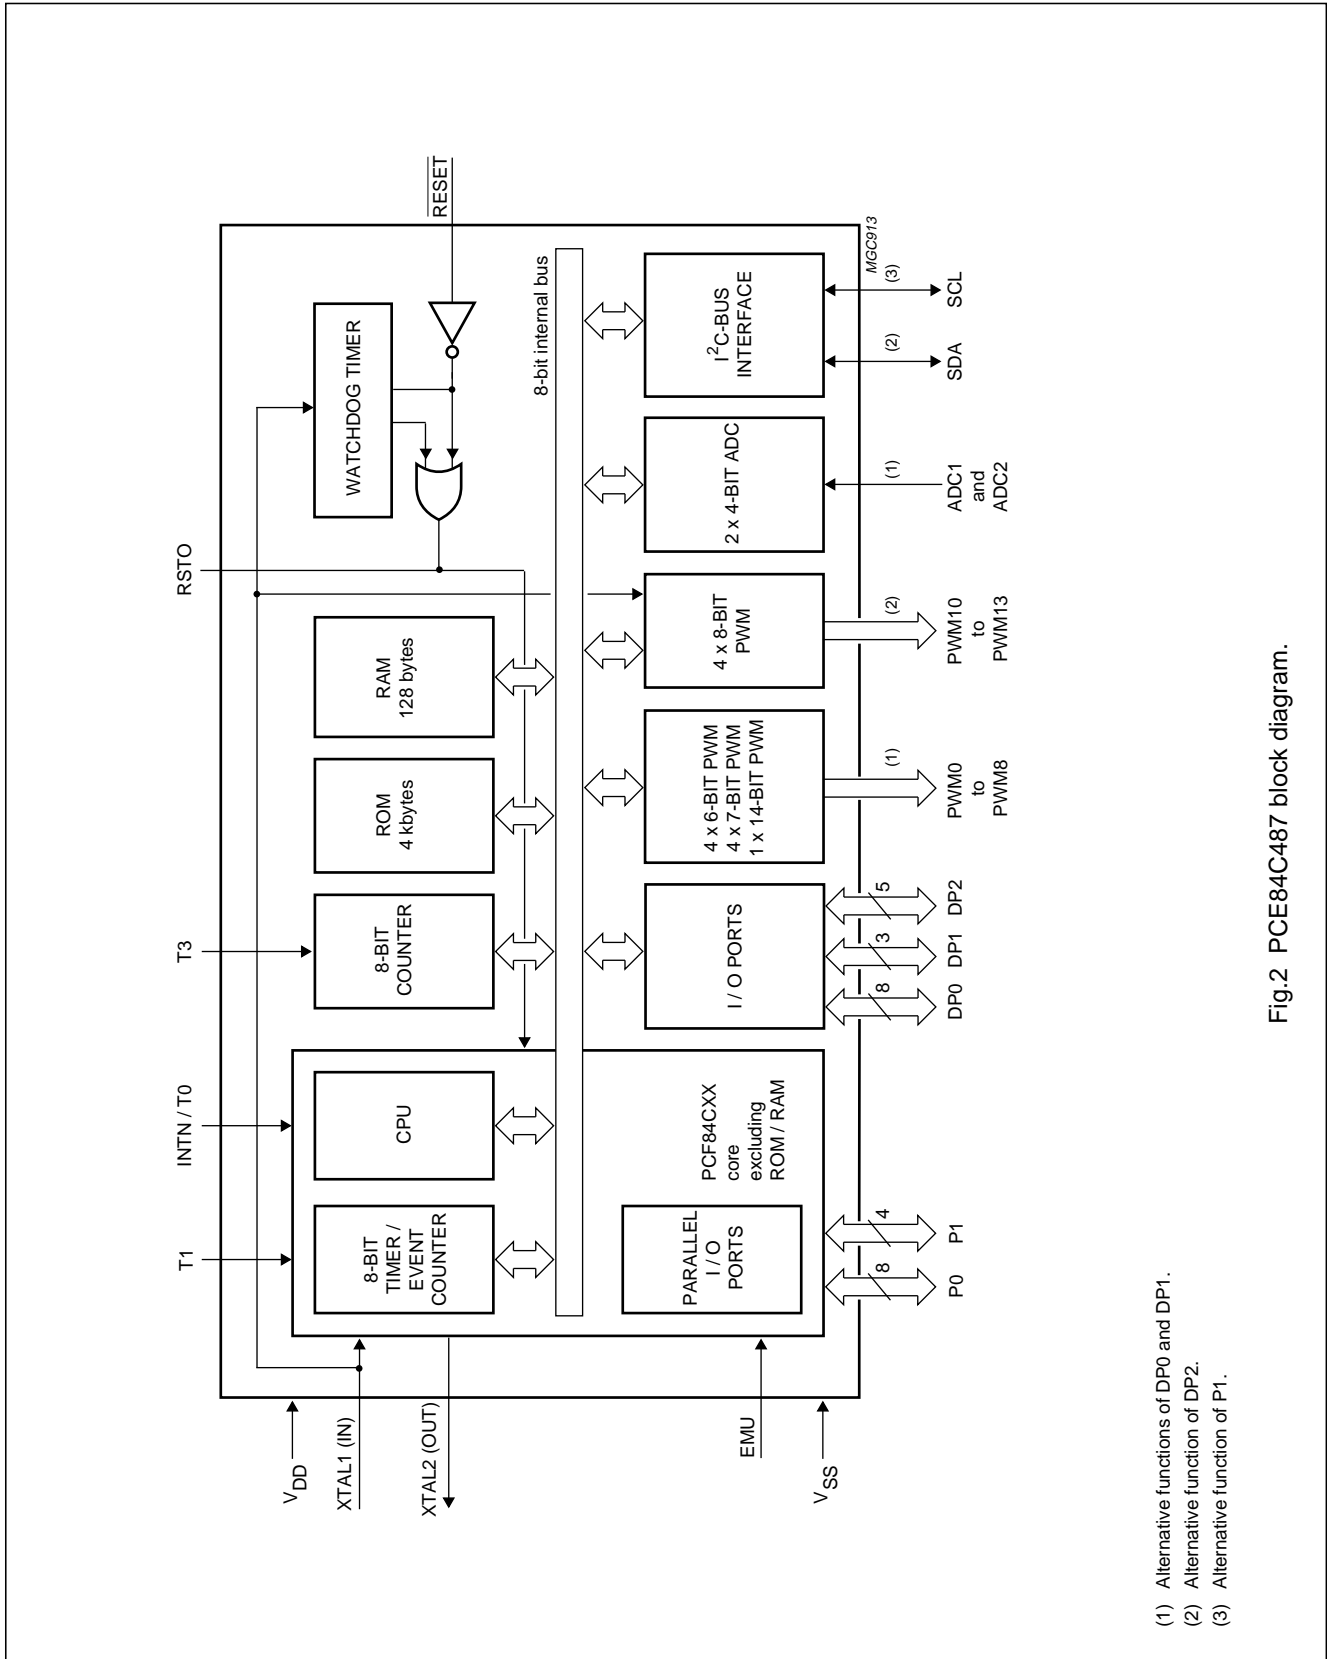 RSTO
RESET
T1
INTN / T0
T3
VDD
XTAL1 (IN)
XTAL2 (OUT)
EMU
VSS
8-BIT
TIMER /
EVENT
COUNTER
CPU
8-BIT
COUNTER
ROM
4 kbytes
RAM
128 bytes
WATCHDOG TIMER
8-bit internal bus
PARALLEL
I / O
PORTS
PCF84CXX
core
excluding
ROM / RAM
I / O PORTS
4 x 6-BIT PWM
4 x 7-BIT PWM
1 x 14-BIT PWM
4 x 8-BIT
PWM
2 x 4-BIT ADC
I2C-BUS
INTERFACE
MGC913
8
4
8
3
5
(1)
(2)
(1)
(2)
(3)
P0
P1
DP0
DP1
DP2
PWM0
to
PWM8
PWM10
to
PWM13
ADC1
and
ADC2
SDA
SCL
(1) Alternative functions of DP0 and DP1.
(2) Alternative function of DP2.
(3) Alternative function of P1.
Fig.2 PCE84C487 block diagram.